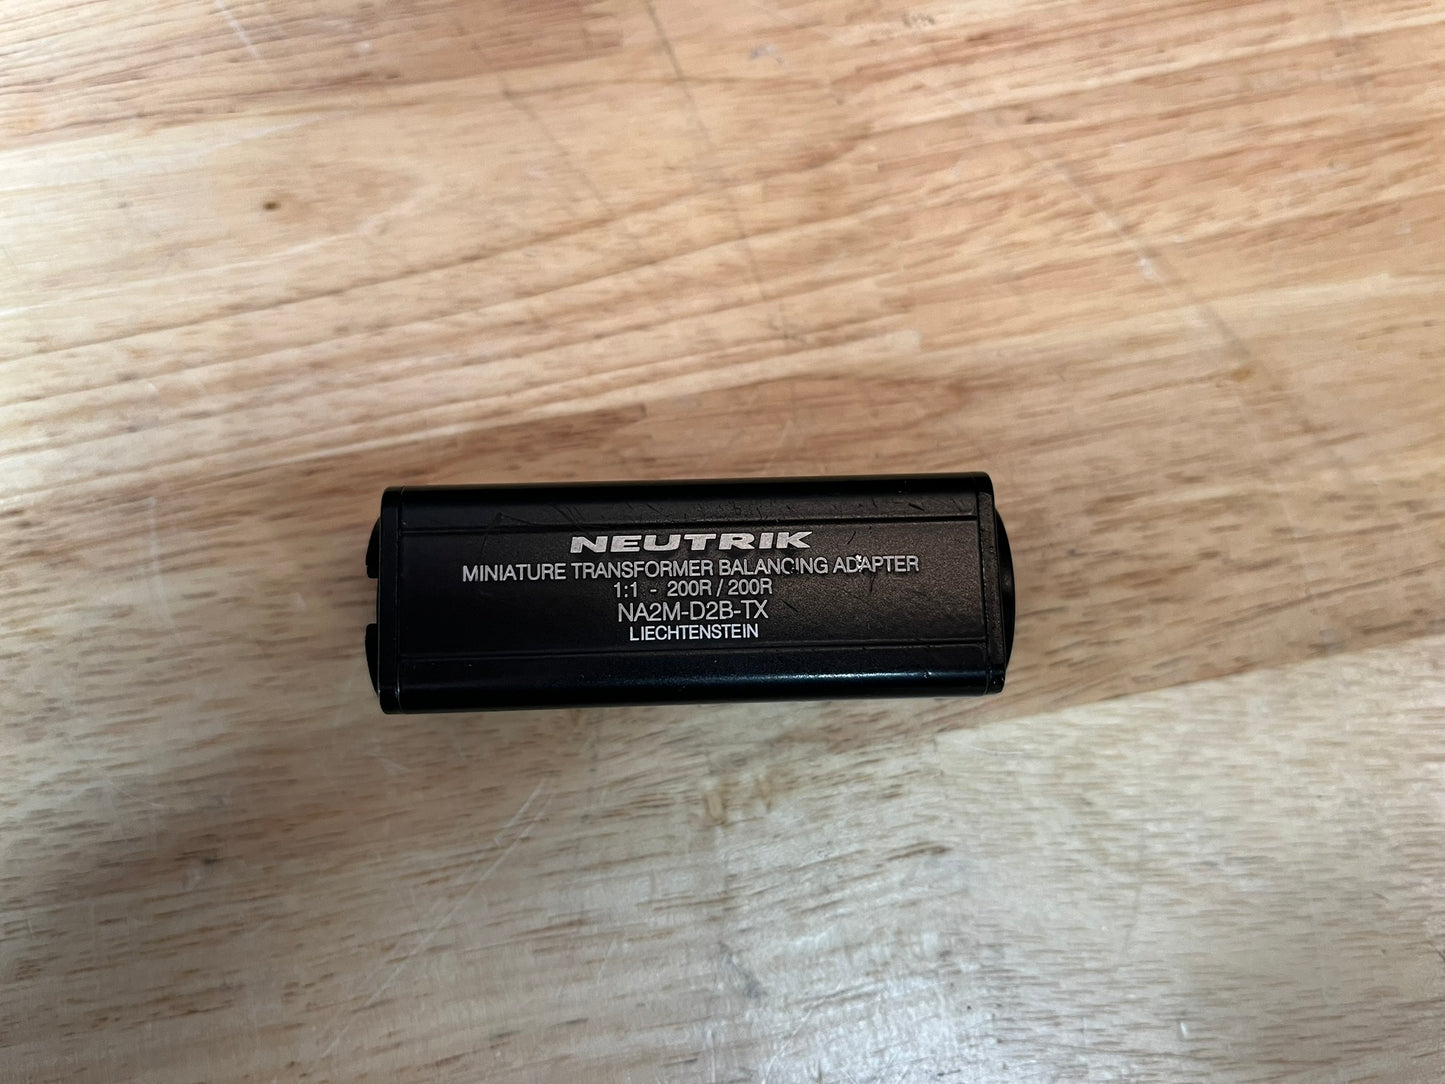 NEUTRIK
MINIATURE TRANSFORMER BALANCING ADAPTER
1:1 - 200R / 200R
NA2M-D2B-TX
LIECHTENSTEIN